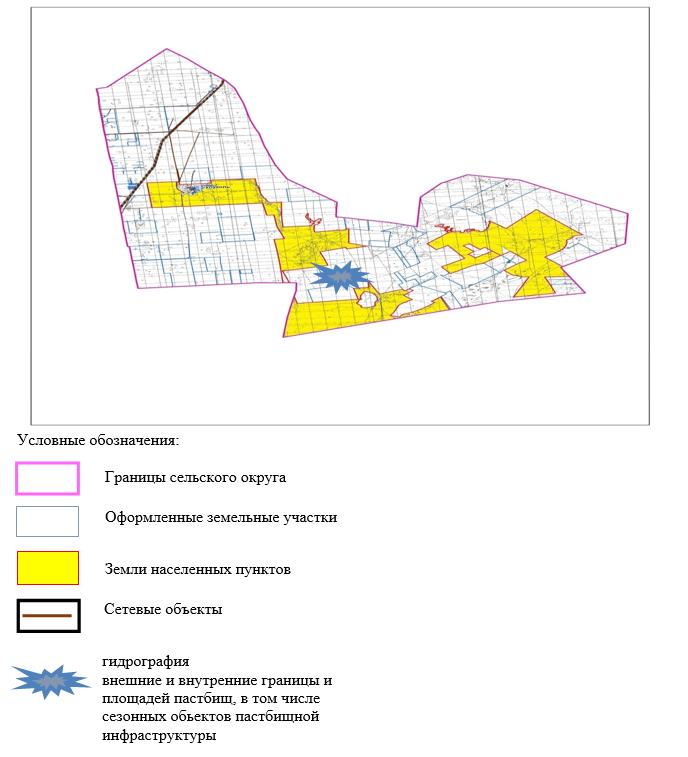 Условные обозначения:
Границы сельского округа
Оформленные земельные участки
Земли населенных пунктов
Сетевые объекты
гидрография
внешние и внутренние границы и
площадей пастбищ, в том числе
сезонных обьектов пастбищной
инфраструктуры